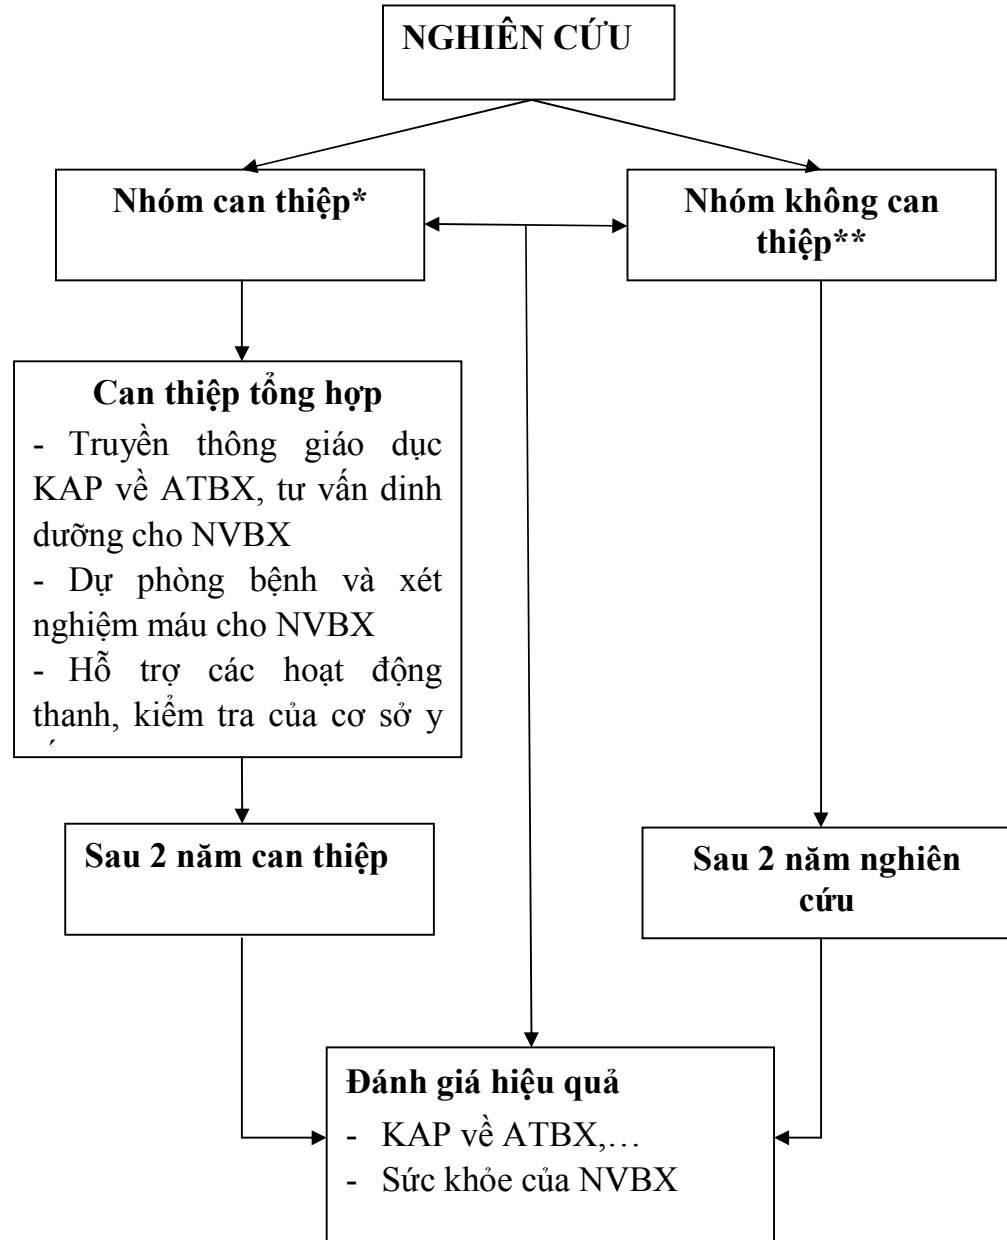 NGHIÊN CỨU
Nhóm can thiệp*
Nhóm không can
thiệp**
Can thiệp tổng hợp
- Truyền thông giáo dục
KAP về ATBX, tư vấn dinh
dưỡng cho NVBX
- Dự phòng bệnh và xét
nghiệm máu cho NVBX
- Hỗ trợ các hoạt động
thanh, kiểm tra của cơ sở y
Sau 2 năm can thiệp
Sau 2 năm nghiên
cứu
Đánh giá hiệu quả
- KAP về ATBX,…
- Sức khỏe của NVBX